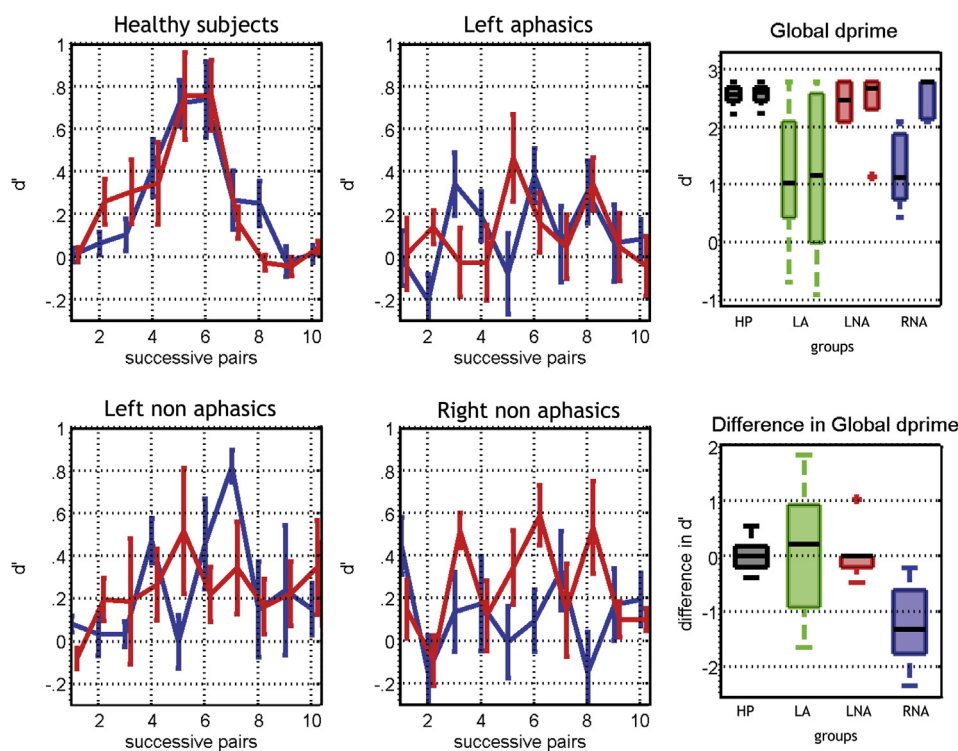 Healthy subjects
1
.8
.6
.4
.2
0
-.2
d'
2 4 6 8 10
successive pairs
Left aphasics
1
.8
.6
.4
.2
0
-.2
d'
2 4 6 8 10
successive pairs
Global dprime
3
2
1
0
-1
d'
HP LA LNA RNA
groups
Left non aphasics
1
.8
.6
.4
.2
0
-.2
d'
2 4 6 8 10
successive pairs
Right non aphasics
1
.8
.6
.4
.2
0
-.2
d'
2 4 6 8 10
successive pairs
Difference in Global dprime
2
1
0
-1
-2
difference in d'
HP LA LNA RNA
groups